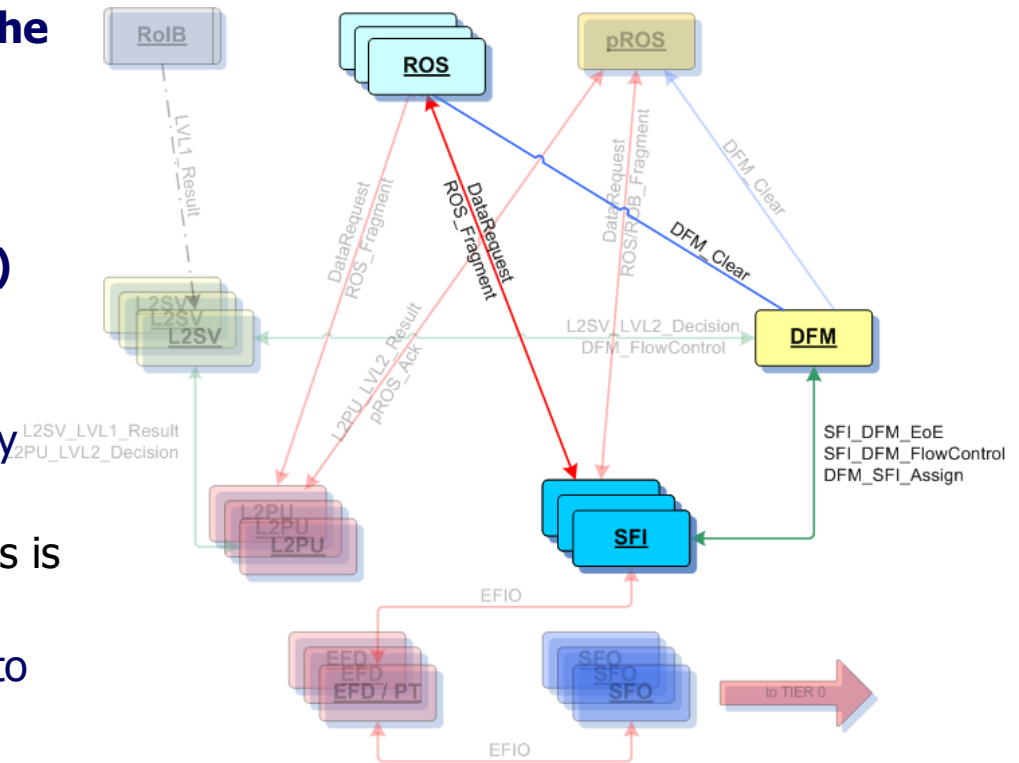 he
RoIB
ROS
pROS
LVL1_Result
DataRequest
ROS_Fragment
DataRequest
ROS_Fragment
DataRequest
ROS/ROB_Fragment
DFM_Clear
DFM_Clear
)
L2SV
L2SV
L2SV
L2SV_LVL2_Decision
DFM_FlowControl
DFM
L2PU_LVL2_Result
pROS_Ack
y
L2SV_LVL1_Result
L2PU_LVL2_Decision
SFI_DFM_EoE
SFI_DFM_FlowControl
DFM_SFI_Assign
L2PU
L2PU
L2PU
SFI
s is
EFIO
to
EFD
EFD
EFD / PT
SFO
SFO
SFO
to TIER 0
EFIO